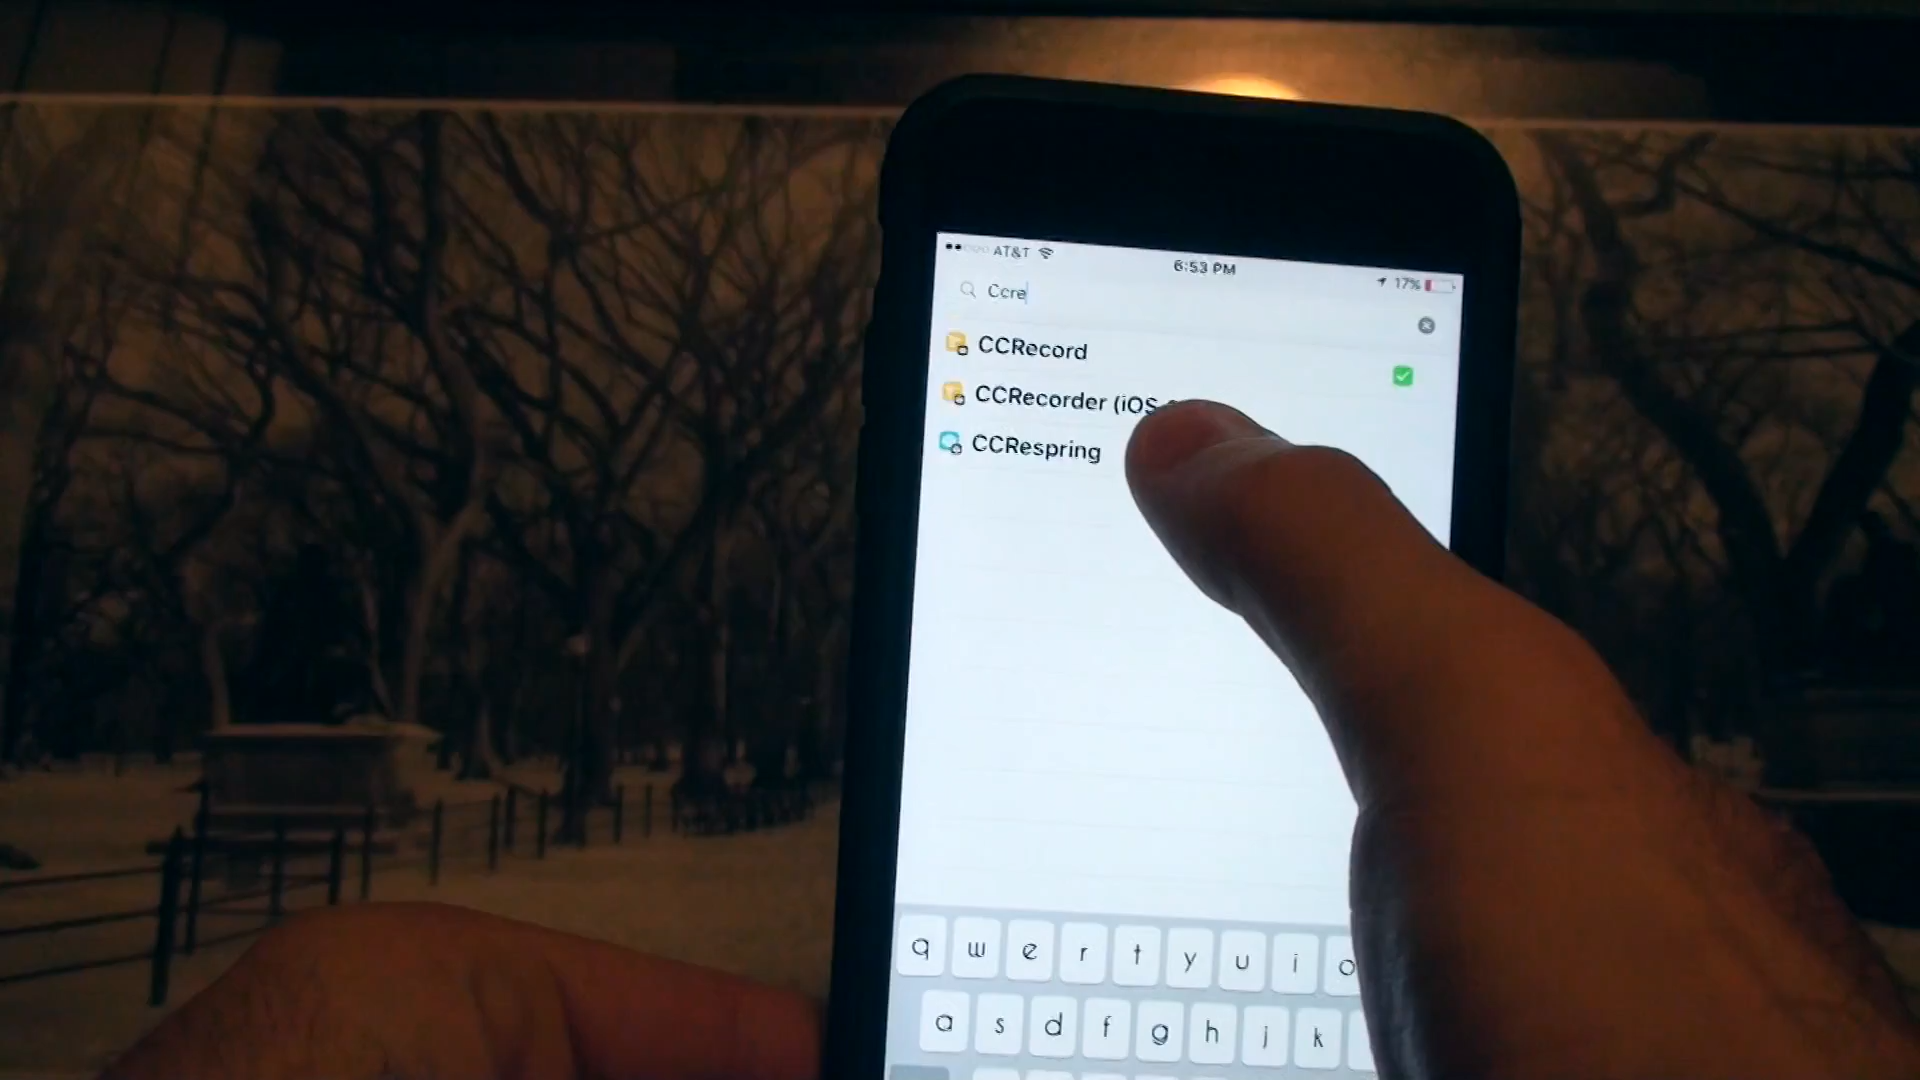 AT&T
6:53 PM
17%
Ccre
CCRecord
CCRecorder (iOS
CCRespring
q w e r t y u i o
a s d f g h j k